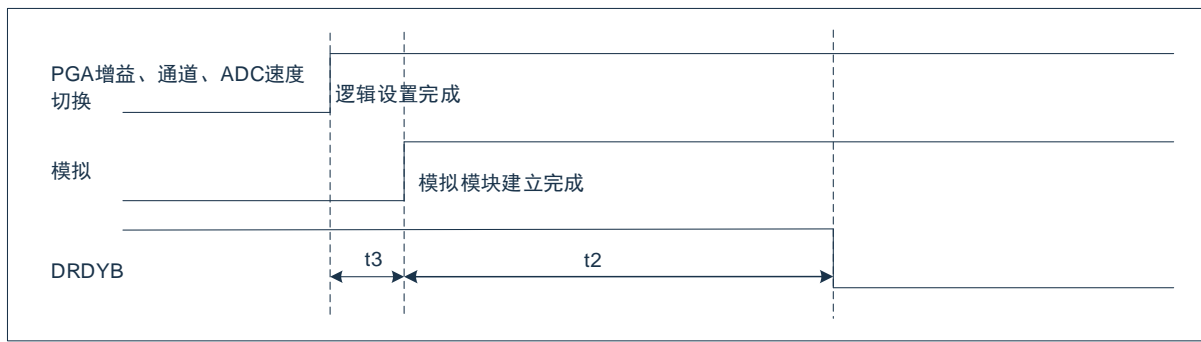 PGA增益、通道、ADC速度
切换
逻辑设置完成
模拟
模拟模块建立完成
DRDYB
t3
t2